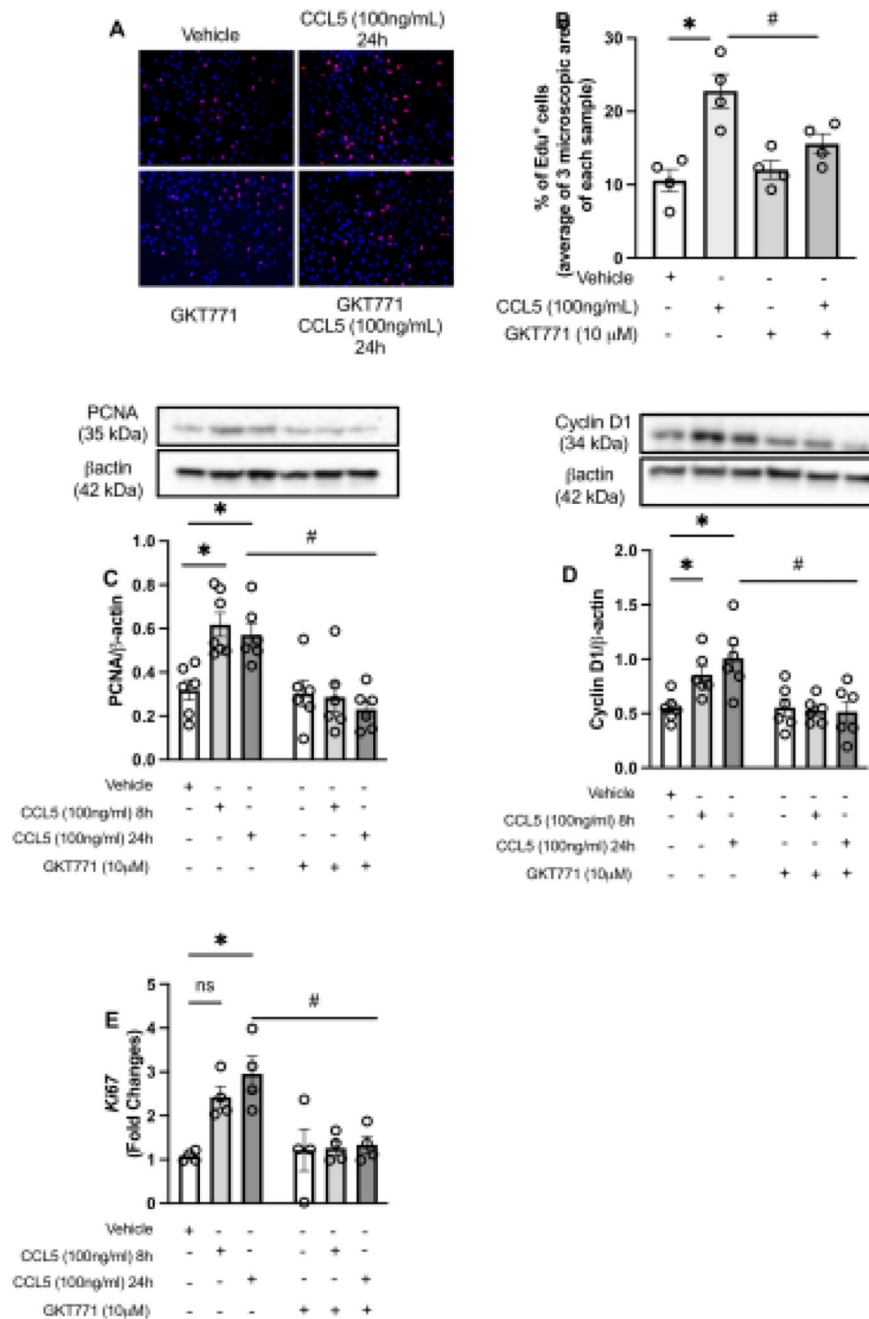 A
Vehicle
CCL5 (100ng/mL)
24h
GKT771
GKT771
CCL5 (100ng/mL)
24h
B
% of Edu⁺ cells
(average of 3 microscopic area
of each sample)
30
20
10
0
*
#
Vehicle + - - -
CCL5 (100ng/mL) - + - +
GKT771 (10 μM) - - + +
PCNA
(35 kDa)
βactin
(42 kDa)
C
PCNA/β-actin
1.0
0.8
0.6
0.4
0.2
0.0
*
*
#
Vehicle + - - - - -
CCL5 (100ng/ml) 8h - + - - + -
CCL5 (100ng/ml) 24h - - + - - +
GKT771 (10μM) - - - + + +
Cyclin D1
(34 kDa)
βactin
(42 kDa)
D
Cyclin D1/β-actin
2.0
1.5
1.0
0.5
0.0
*
*
#
Vehicle + - - - - -
CCL5 (100ng/ml) 8h - + - - + -
CCL5 (100ng/ml) 24h - - + - - +
GKT771 (10μM) - - - + + +
E
Ki67
(Fold Changes)
5
4
3
2
1
0
*
ns
#
Vehicle + - - - - -
CCL5 (100ng/ml) 8h - + - - + -
CCL5 (100ng/ml) 24h - - + - - +
GKT771 (10μM) - - - + + +